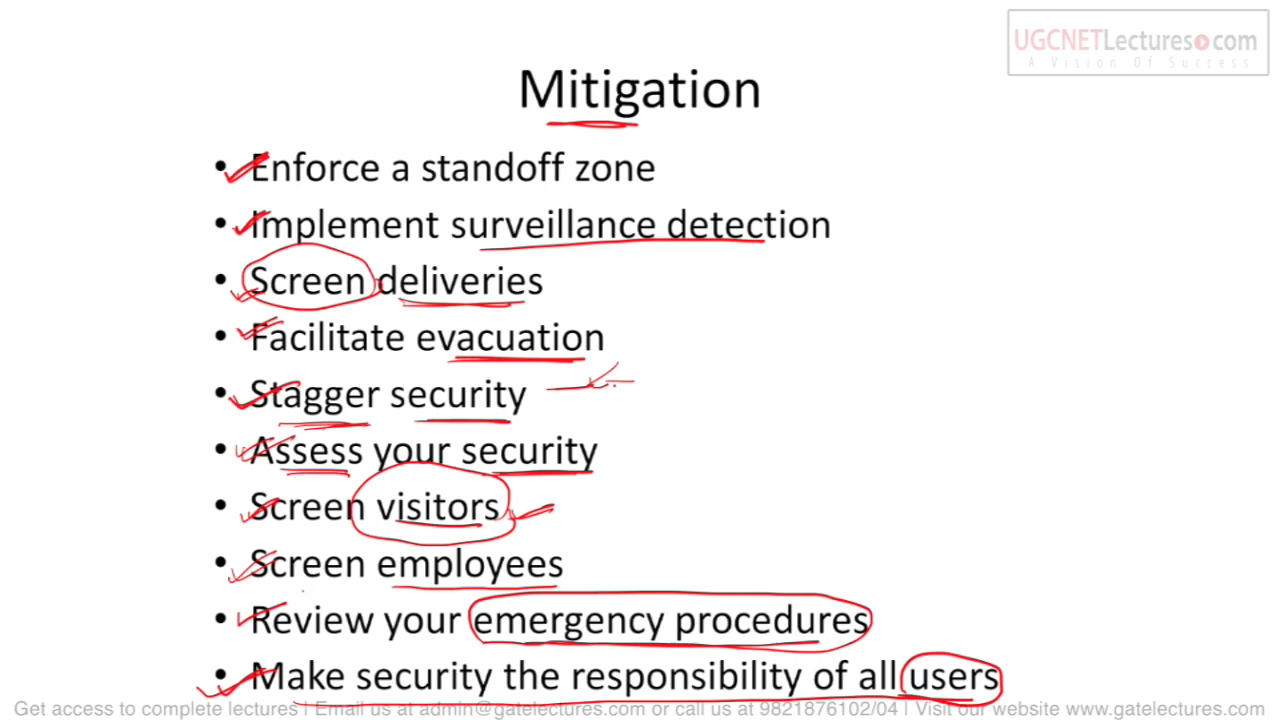 UGCNETLectures.com
A Vision Of Success
Mitigation
• Enforce a standoff zone
• Implement surveillance detection
• Screen deliveries
• Facilitate evacuation
• Stagger security
• Assess your security
• Screen visitors
• Screen employees
• Review your emergency procedures
• Make security the responsibility of all users
Get access to complete lectures | Email us at admin@gatelectures.com or call us at 9821876102/04 | Visit our website www.gatelectures.com